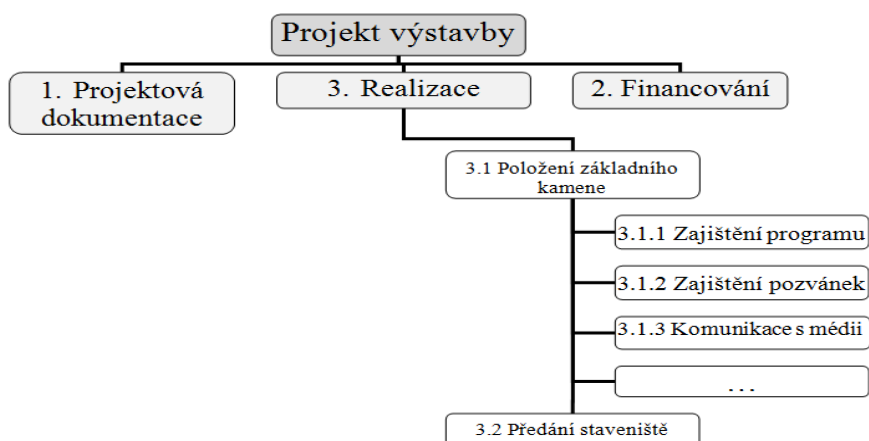 Projekt výstavby
1. Projektová
dokumentace
3. Realizace
2. Financování
3.1 Položení základního
kamene
3.1.1 Zajištění programu
3.1.2 Zajištění pozvánek
3.1.3 Komunikace s médii
...
3.2 Předání staveniště